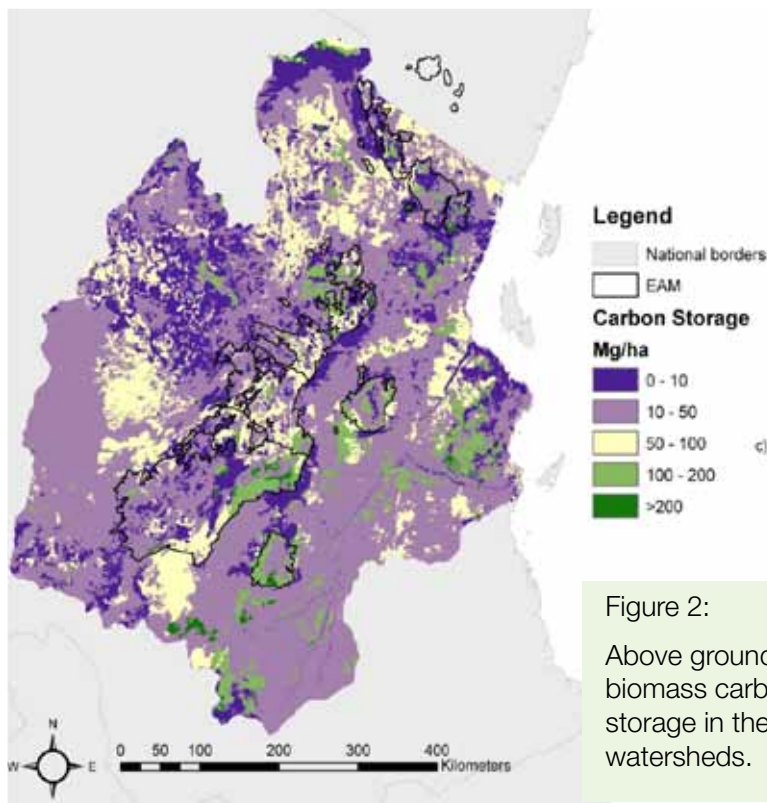 Legend
National borders
EAM
Carbon Storage
Mg/ha
0 - 10
10 - 50
50 - 100
c)
100 - 200
>200
Figure 2:
Above ground
biomass carb
storage in the
watersheds.
N
W
E
S
0 50 100 200 300 400
Kilometers